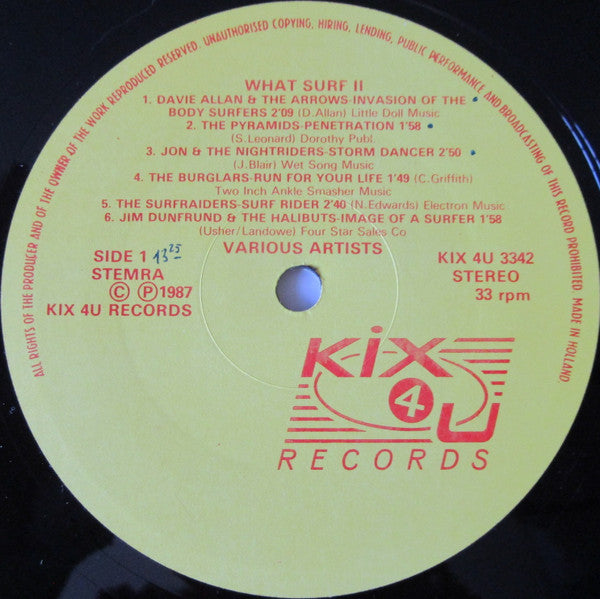 ALL RIGHTS OF THE PRODUCER AND OF THE OWNER OF THE WORK REPRODUCED RESERVED. UNAUTHORISED COPYING, HIRING, LENDING, PUBLIC PERFORMANCE AND BROADCASTING OF THIS RECORD PROHIBITED. MADE IN HOLLAND.
WHAT SURF II
1. DAVIE ALLAN & THE ARROWS-INVASION OF THE
BODY SURFERS 2'09 (D.Allan) Little Doll Music
2. THE PYRAMIDS-PENETRATION 1'58
(S.Leonard) Dorothy Publ.
3. JON & THE NIGHTRIDERS-STORM DANCER 2'50
(J.Blair) Wet Song Music
4. THE BURGLARS-RUN FOR YOUR LIFE 1'49 (C.Griffith)
Two Inch Ankle Smasher Music
5. THE SURFRAIDERS-SURF RIDER 2'40 (N.Edwards) Electron Music
6. JIM DUNFRUND & THE HALIBUTS-IMAGE OF A SURFER 1'58
(Usher/Landowe) Four Star Sales Co
VARIOUS ARTISTS
SIDE 1 13 25
STEMRA
© ℗ 1987
KIX 4U RECORDS
KIX 4U 3342
STEREO
33 rpm
KiX
4
U
RECORDS